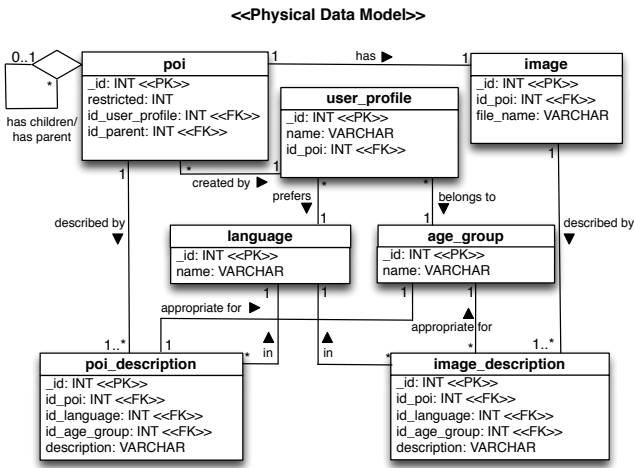 <<Physical Data Model>>
poi
_id: INT <<PK>>
restricted: INT
id_user_profile: INT <<FK>>
id_parent: INT <<FK>>
0..1
*
has children/
has parent
1
has
1
image
_id: INT <<PK>>
id_poi: INT <<FK>>
file_name: VARCHAR
user_profile
_id: INT <<PK>>
name: VARCHAR
id_poi: INT <<FK>>
1
*
created by
1
*
prefers
1
*
belongs to
1
1
described by
1..*
1
described by
1..*
language
_id: INT <<PK>>
name: VARCHAR
age_group
_id: INT <<PK>>
name: VARCHAR
1
1
1
1
appropriate for
1
*
in
in
*
appropriate for
*
poi_description
_id: INT <<PK>>
id_poi: INT <<FK>>
id_language: INT <<FK>>
id_age_group: INT <<FK>>
description: VARCHAR
image_description
_id: INT <<PK>>
id_poi: INT <<FK>>
id_language: INT <<FK>>
id_age_group: INT <<FK>>
description: VARCHAR